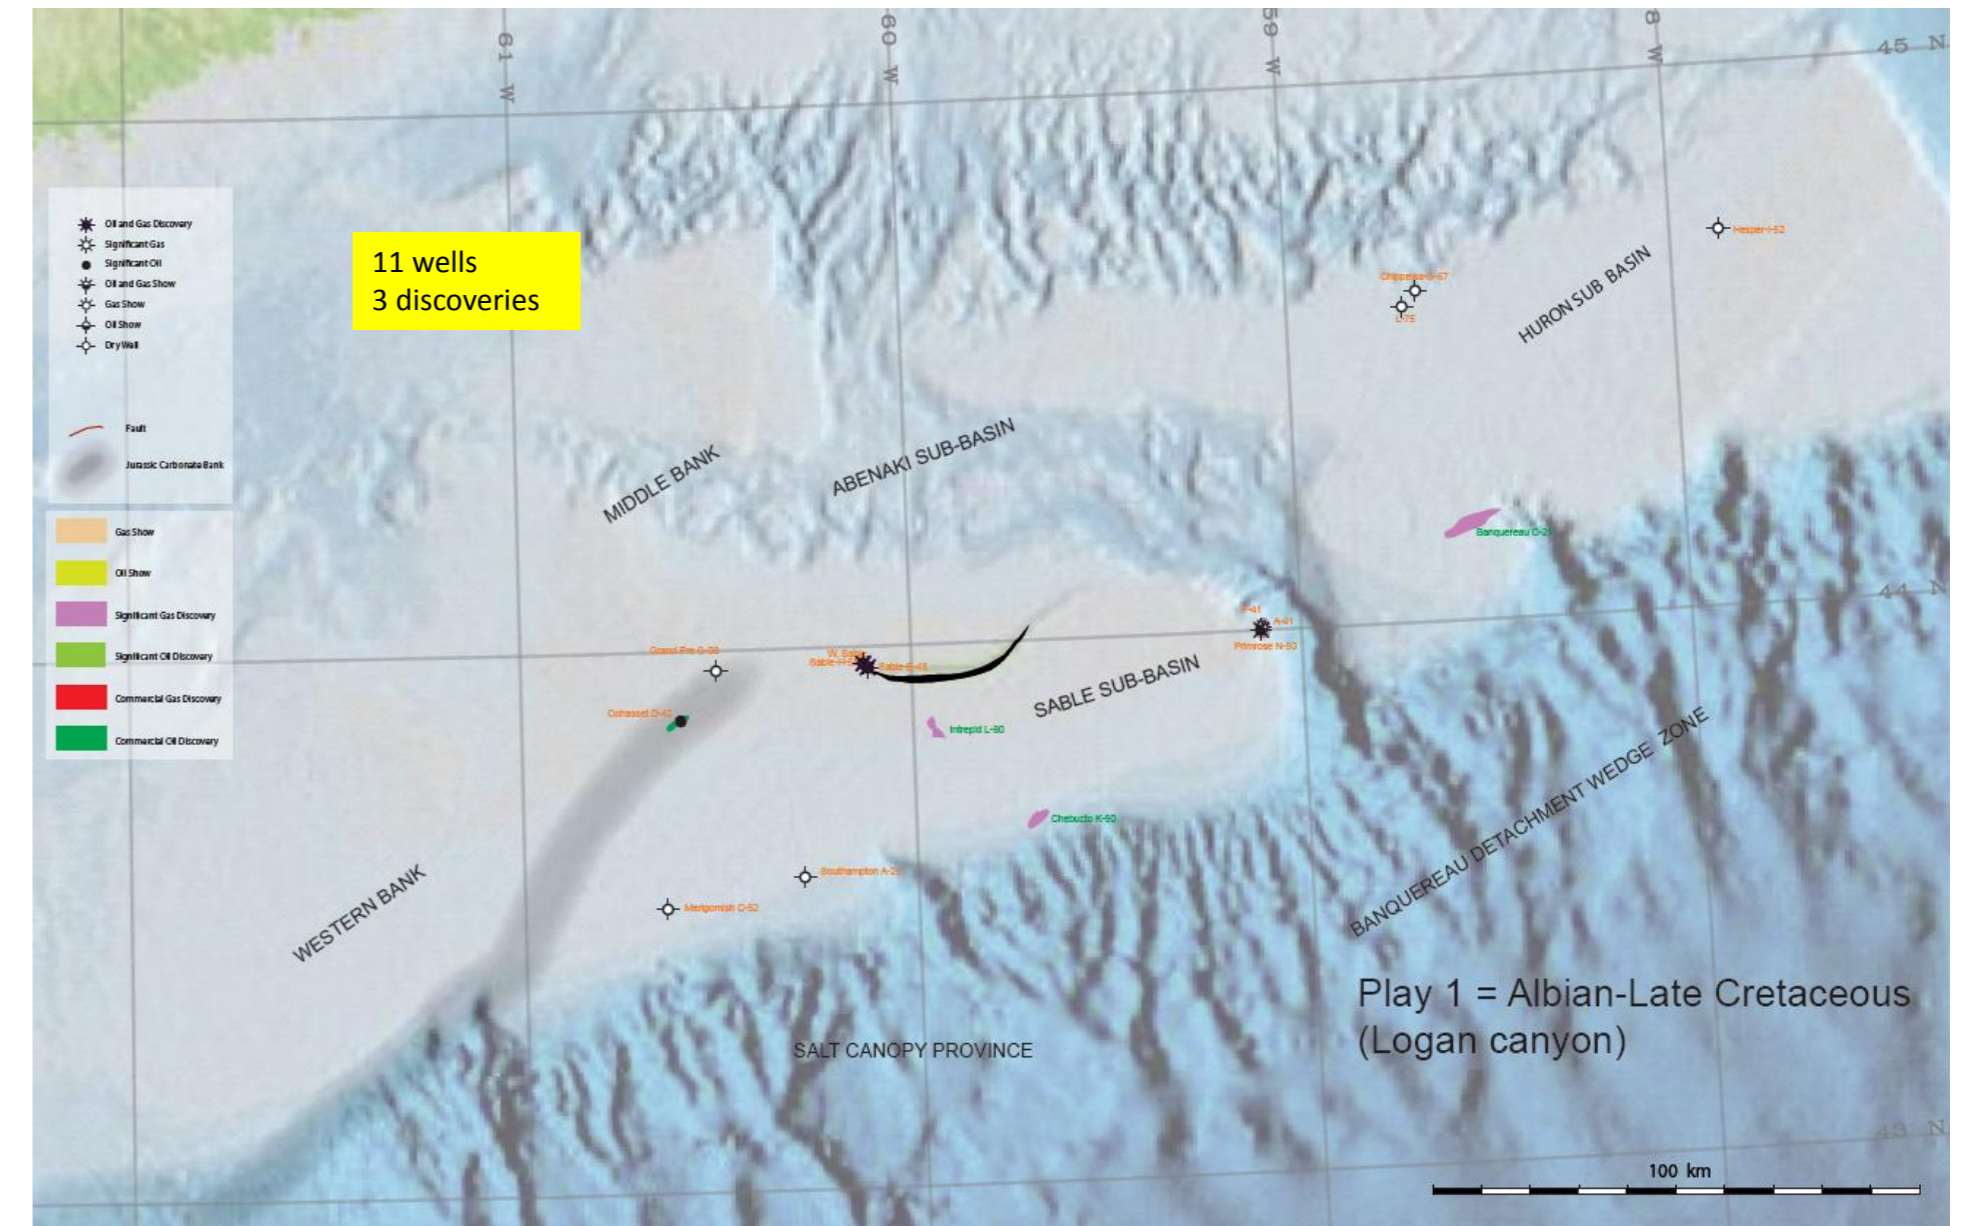 61 W
60 W
59 W
8 W
45 N
Oil and Gas Discovery
Significant Gas
Significant Oil
Oil and Gas Show
Gas Show
Oil Show
Dry Well
Fault
Jurassic Carbonate Bank
Gas Show
Oil Show
Significant Gas Discovery
Significant Oil Discovery
Commercial Gas Discovery
Commercial Oil Discovery
11 wells
3 discoveries
Hesper I-52
L-75
HURON SUB BASIN
MIDDLE BANK
ABENAKI SUB-BASIN
Banquereau
44 N
A-41
Primrose N-50
Grand Pre
W. Sable
Cohasset D-42
SABLE SUB-BASIN
Intrepid L-80
Chebucto K-90
Southampton
Merigomish C-52
WESTERN BANK
BANQUEREAU DETACHMENT WEDGE ZONE
SALT CANOPY PROVINCE
Play 1 = Albian-Late Cretaceous
(Logan canyon)
43 N
100 km